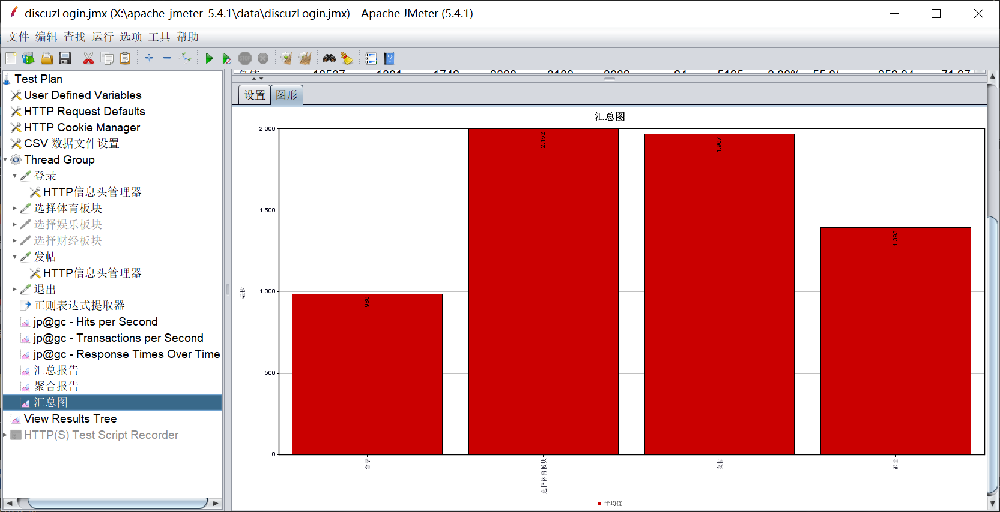 discuzLogin.jmx (X:\apache-jmeter-5.4.1\data\discuzLogin.jmx) - Apache JMeter (5.4.1)
文件 编辑 查找 运行 选项 工具 帮助
Test Plan
User Defined Variables
HTTP Request Defaults
HTTP Cookie Manager
CSV 数据文件设置
Thread Group
登录
HTTP信息头管理器
选择体育板块
选择娱乐板块
选择财经板块
发帖
HTTP信息头管理器
退出
正则表达式提取器
jp@gc - Hits per Second
jp@gc - Transactions per Second
jp@gc - Response Times Over Time
汇总报告
聚合报告
汇总图
View Results Tree
HTTP(S) Test Script Recorder
设置 图形
汇总图
2,000
1,500
1,000
500
0
毫秒
986
2,152
1,967
1,393
登录
选择体育板块
发帖
退出
平均值